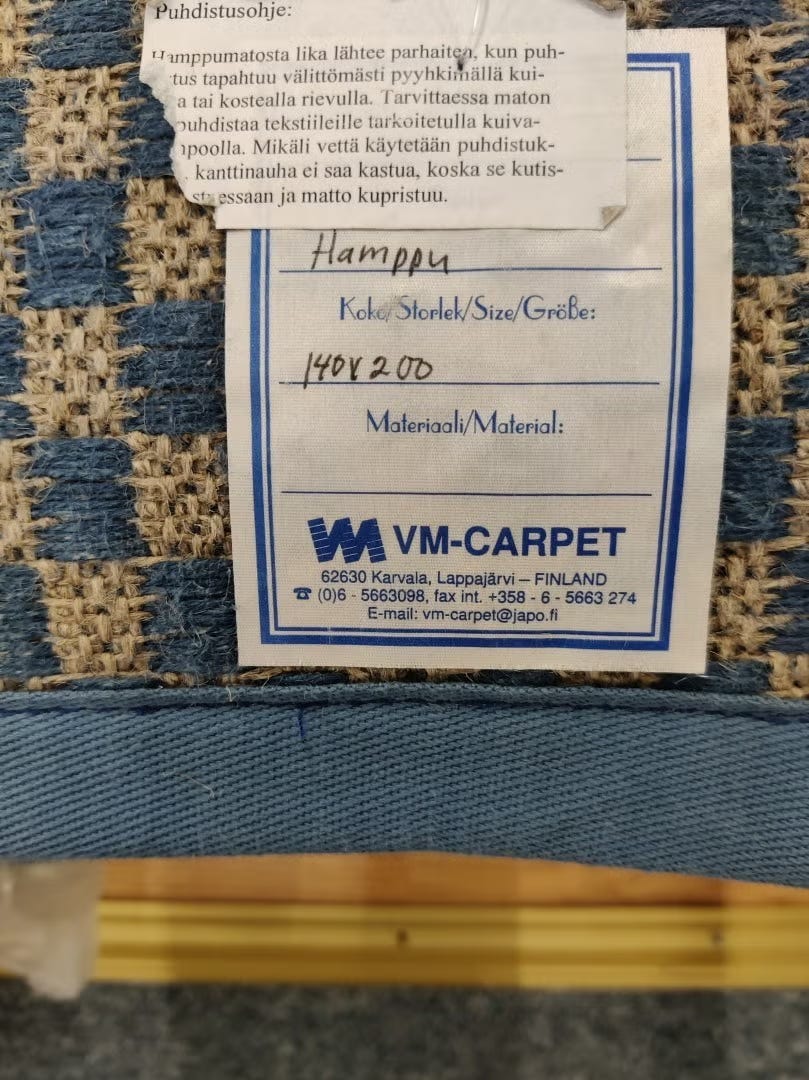 Puhdistusohje:
Hamppumatosta lika lähtee parhaiten, kun puh-
tus tapahtuu välittömästi pyyhkimällä kui-
a tai kostealla rievulla. Tarvittaessa maton
puhdistaa tekstiileille tarkoitetulla kuiva-
poolla. Mikäli vettä käytetään puhdistuk-
kanttinauha ei saa kastua, koska se kutis-
essaan ja matto kupristuu.
Hamppu
Koko/Storlek/Size/Größe:
140x200
Materiaali/Material:
VM VM-CARPET
62630 Karvala, Lappajärvi – FINLAND
☎ (0)6 - 5663098, fax int. +358 - 6 - 5663 274
E-mail: vm-carpet@japo.fi